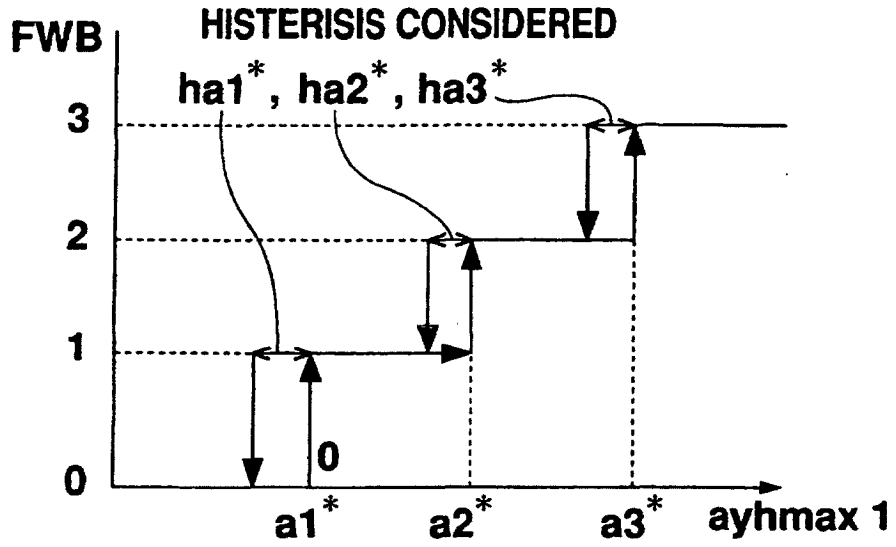 HISTERISIS CONSIDERED
FWB
ha1*, ha2*, ha3*
3
2
1
0
0
a1* a2* a3* ayhmax 1